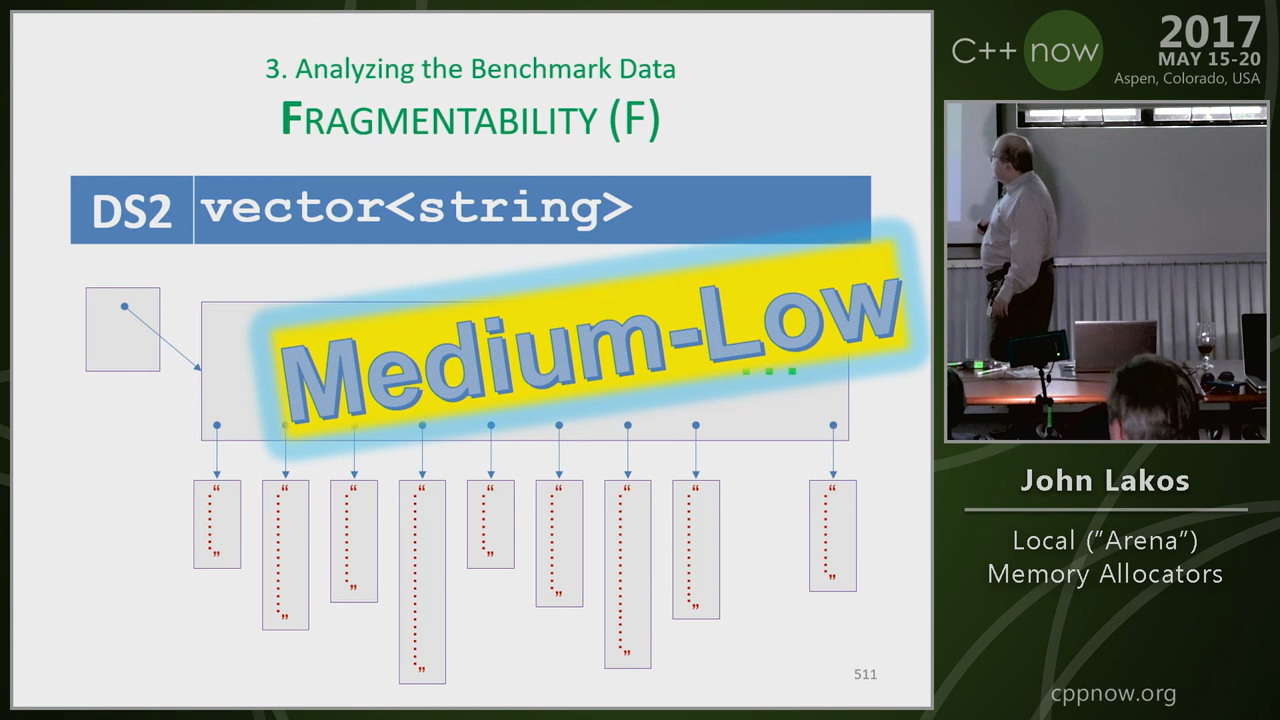 3. Analyzing the Benchmark Data
FRAGMENTABILITY (F)
DS2 vector<string>
Medium-Low
...
“ “ “ “ “ “ “ “ “
” ” ” ” ” ” ” ” ”
511
C++ now
2017
MAY 15-20
Aspen, Colorado, USA
John Lakos
Local (“Arena”)
Memory Allocators
cppnow.org